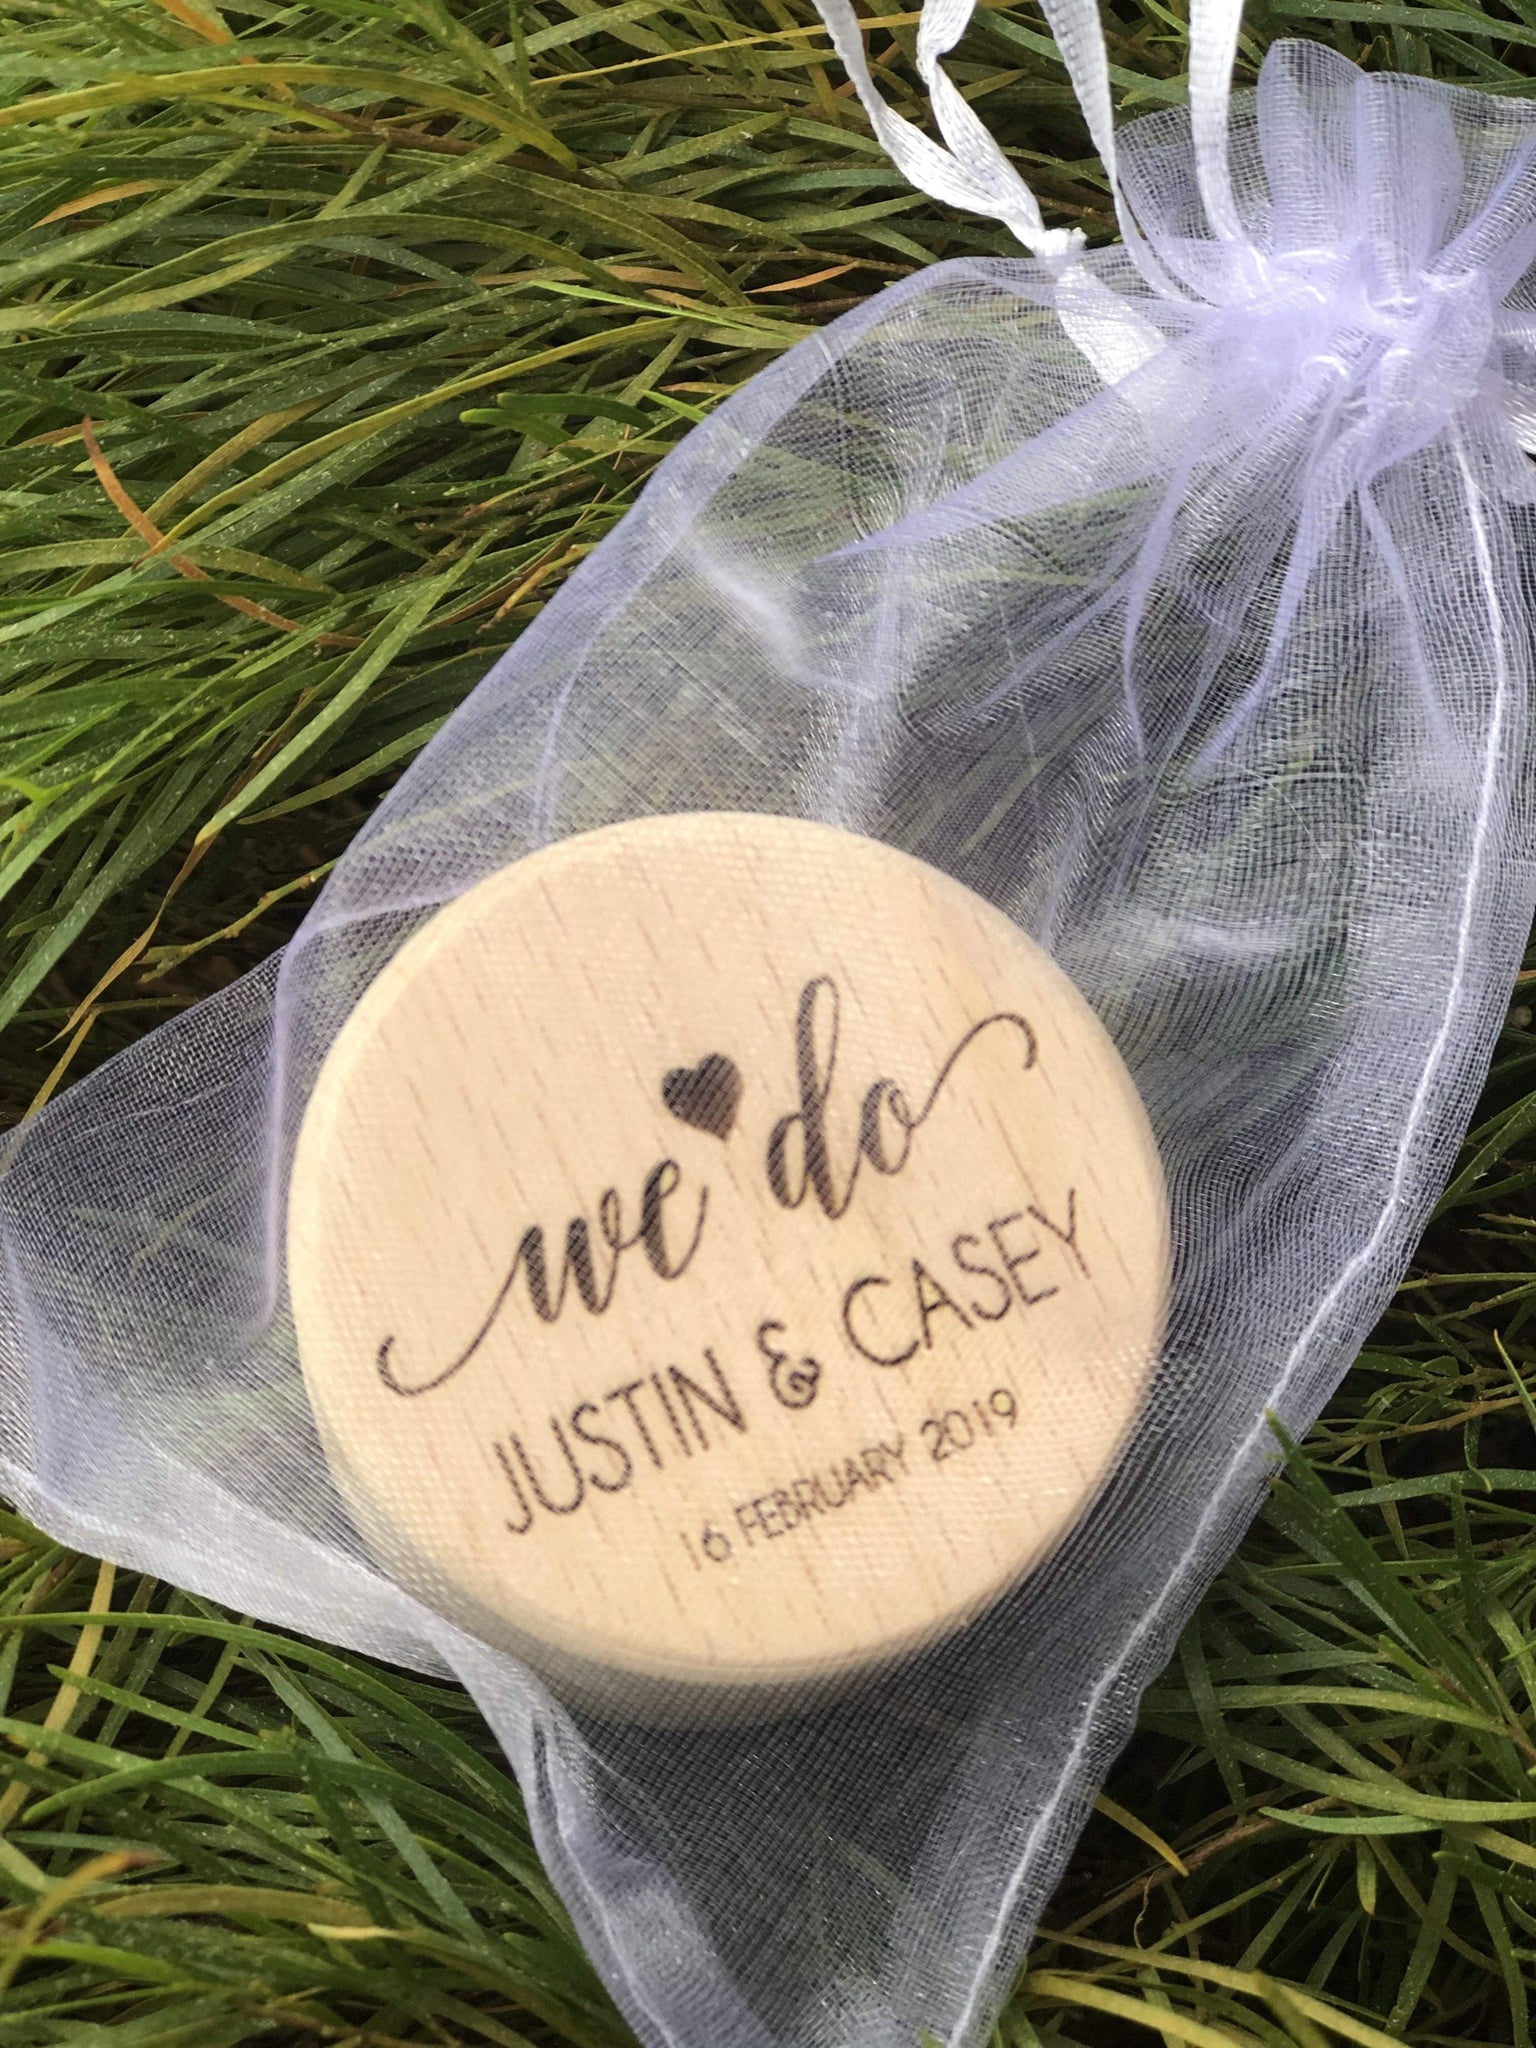 we do
JUSTIN & CASEY
16 FEBRUARY 2019